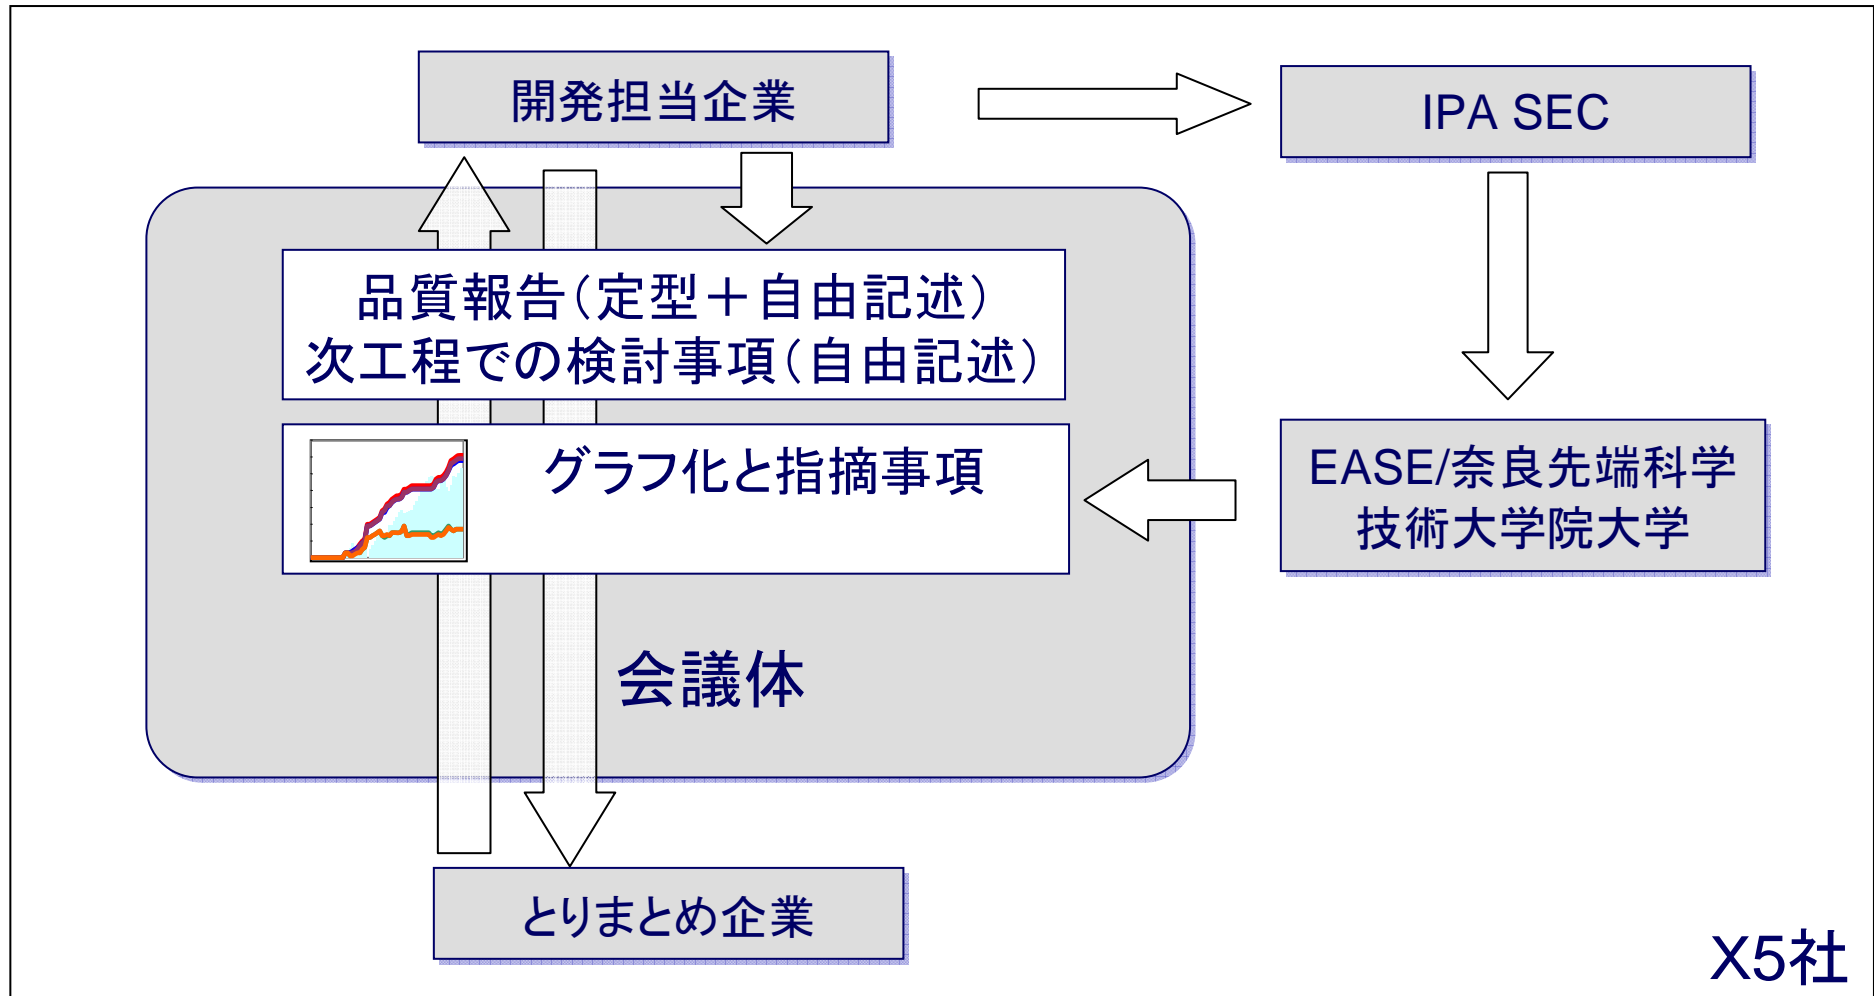 開発担当企業
IPA SEC
品質報告(定型+自由記述)
次工程での検討事項(自由記述)
グラフ化と指摘事項
EASE/奈良先端科学
技術大学院大学
会議体
とりまとめ企業
X5社